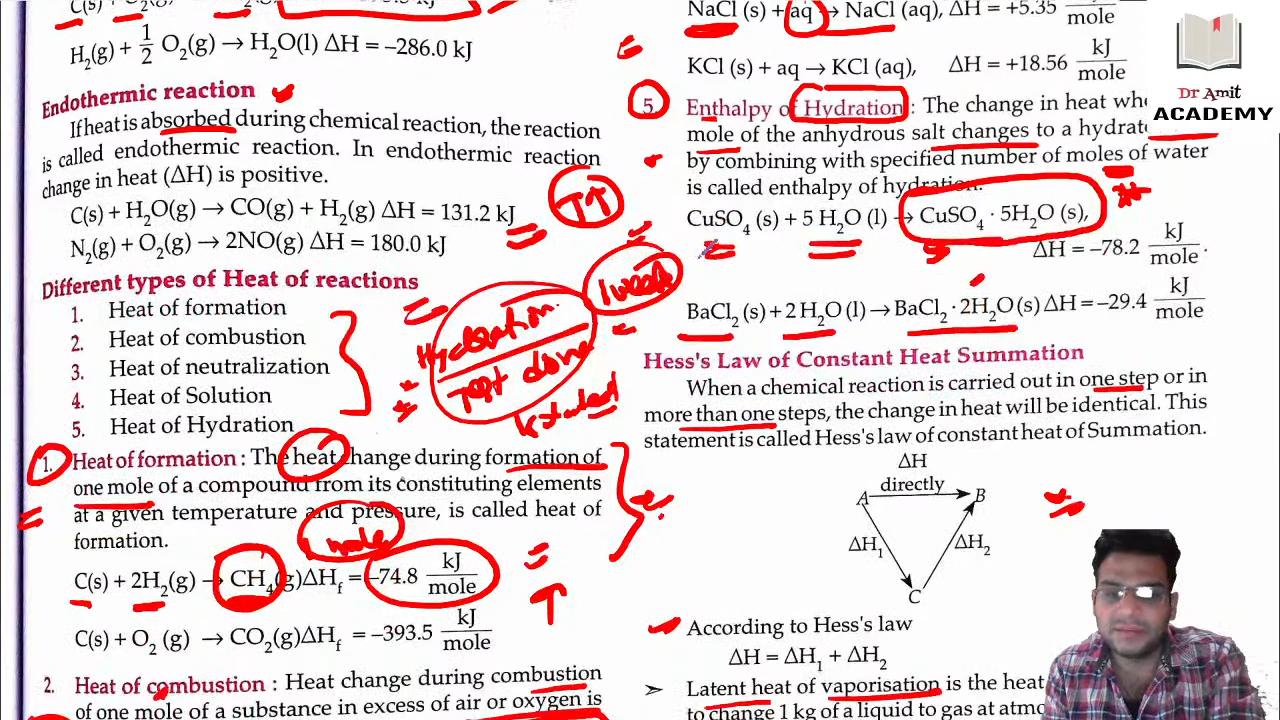 C(s) + O₂(g)
H₂(g) + 1/2 O₂(g) → H₂O(l) ΔH = –286.0 kJ
Endothermic reaction
If heat is absorbed during chemical reaction, the reaction
is called endothermic reaction. In endothermic reaction
change in heat (ΔH) is positive.
C(s) + H₂O(g) → CO(g) + H₂(g) ΔH = 131.2 kJ
N₂(g) + O₂(g) → 2NO(g) ΔH = 180.0 kJ
Different types of Heat of reactions
1. Heat of formation
2. Heat of combustion
3. Heat of neutralization
4. Heat of Solution
5. Heat of Hydration
Hydration
Test done
1 week
1. Heat of formation : The heat change during formation of
one mole of a compound from its constituting elements
at a given temperature and pressure, is called heat of
formation.
mole
C(s) + 2H₂(g) → CH₄(g)ΔHf = –74.8 kJ/mole
C(s) + O₂ (g) → CO₂(g)ΔHf = –393.5 kJ/mole
2. Heat of combustion : Heat change during combustion
of one mole of a substance in excess of air or oxygen is
NaCl (s) + aq → NaCl (aq), ΔH = +5.35 kJ/mole
KCl (s) + aq → KCl (aq), ΔH = +18.56 kJ/mole
5. Enthalpy of Hydration : The change in heat whe
mole of the anhydrous salt changes to a hydrate
by combining with specified number of moles of water
is called enthalpy of hydration.
CuSO₄ (s) + 5 H₂O (l) → CuSO₄ · 5H₂O (s),
ΔH = –78.2 kJ/mole.
BaCl₂ (s) + 2 H₂O (l) → BaCl₂ · 2H₂O (s) ΔH = –29.4 kJ/mole
Hess's Law of Constant Heat Summation
When a chemical reaction is carried out in one step or in
more than one steps, the change in heat will be identical. This
statement is called Hess's law of constant heat of Summation.
ΔH
directly
A B
ΔH₁ ΔH₂
C
According to Hess's law
ΔH = ΔH₁ + ΔH₂
➢ Latent heat of vaporisation is the heat
to change 1 kg of a liquid to gas at atmo
Dr Amit
ACADEMY